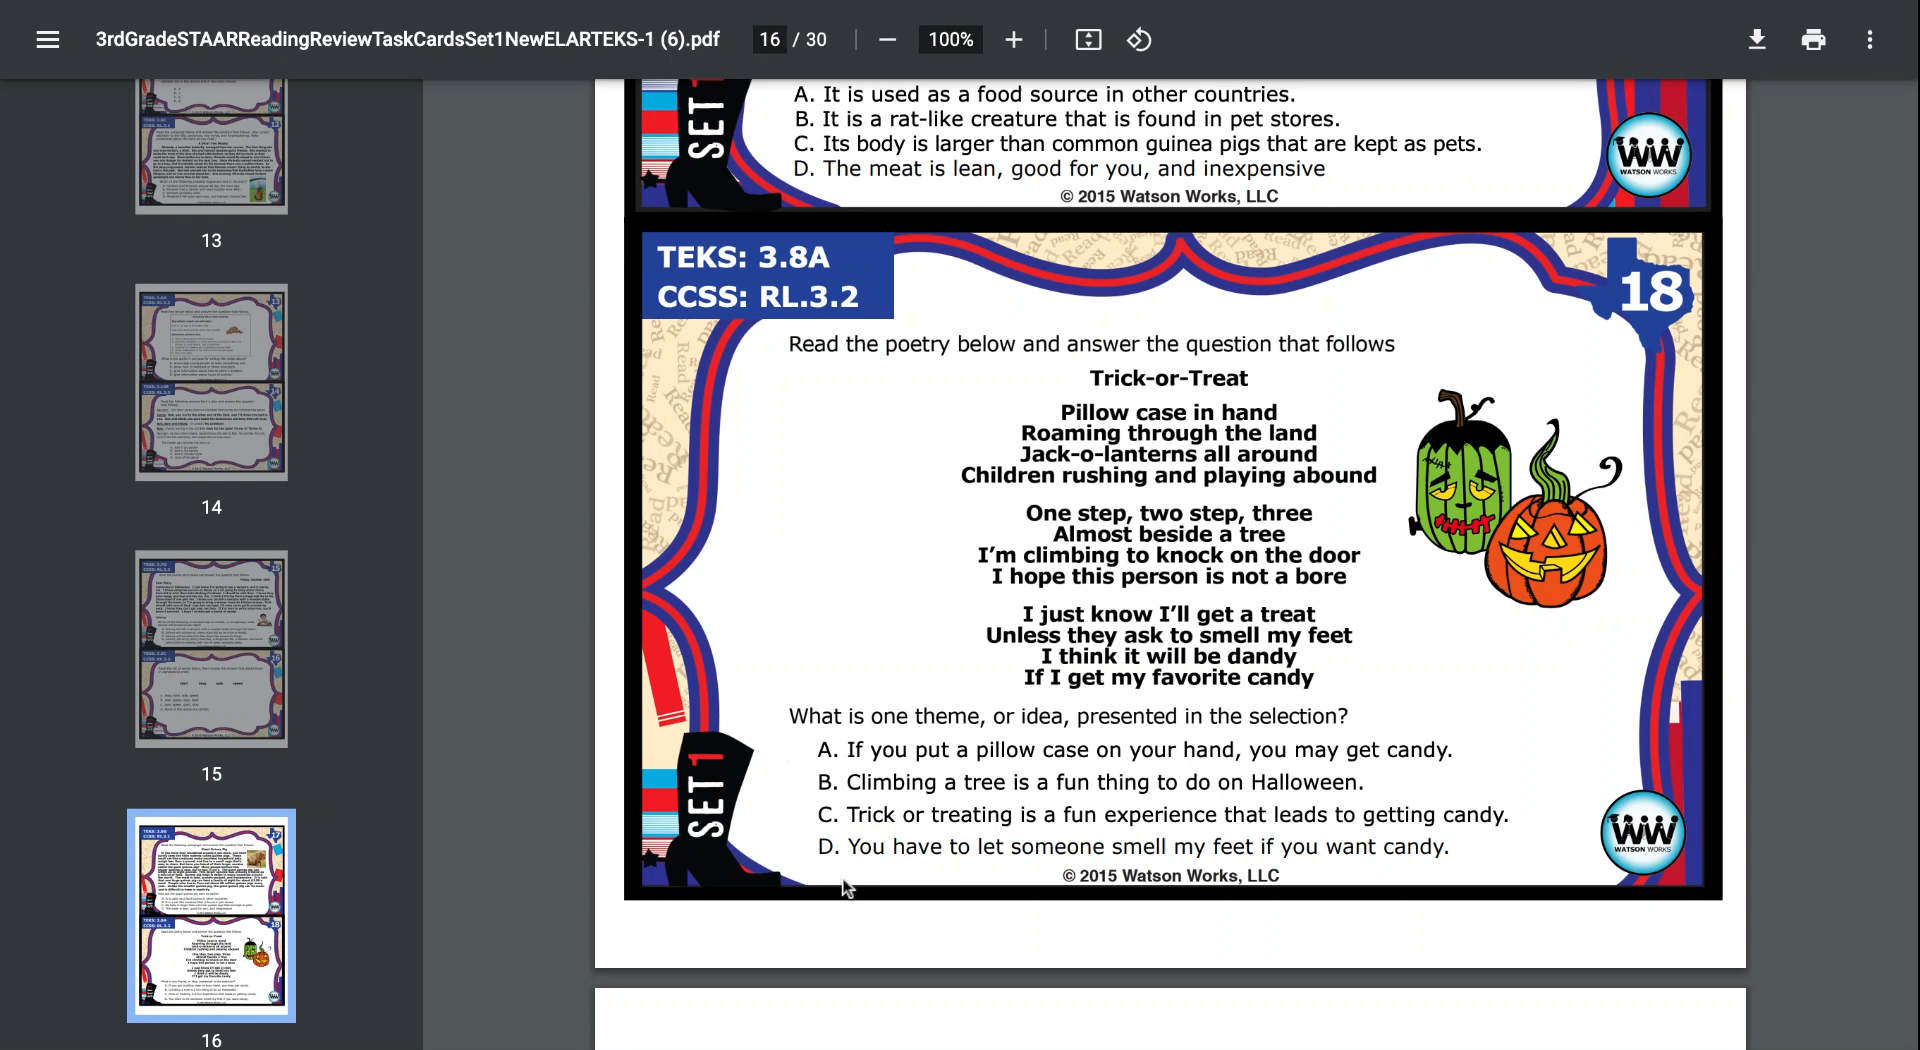 3rdGradeSTAARReadingReviewTaskCardsSet1NewELARTEKS-1 (6).pdf
16 / 30
100%
13
14
15
16
A. It is used as a food source in other countries.
B. It is a rat-like creature that is found in pet stores.
C. Its body is larger than common guinea pigs that are kept as pets.
D. The meat is lean, good for you, and inexpensive
© 2015 Watson Works, LLC
SET 1
WW
WATSON WORKS
TEKS: 3.8A
CCSS: RL.3.2
18
Read the poetry below and answer the question that follows
Trick-or-Treat
Pillow case in hand
Roaming through the land
Jack-o-lanterns all around
Children rushing and playing abound
One step, two step, three
Almost beside a tree
I’m climbing to knock on the door
I hope this person is not a bore
I just know I’ll get a treat
Unless they ask to smell my feet
I think it will be dandy
If I get my favorite candy
What is one theme, or idea, presented in the selection?
A. If you put a pillow case on your hand, you may get candy.
B. Climbing a tree is a fun thing to do on Halloween.
C. Trick or treating is a fun experience that leads to getting candy.
D. You have to let someone smell my feet if you want candy.
© 2015 Watson Works, LLC
SET 1
WW
WATSON WORKS